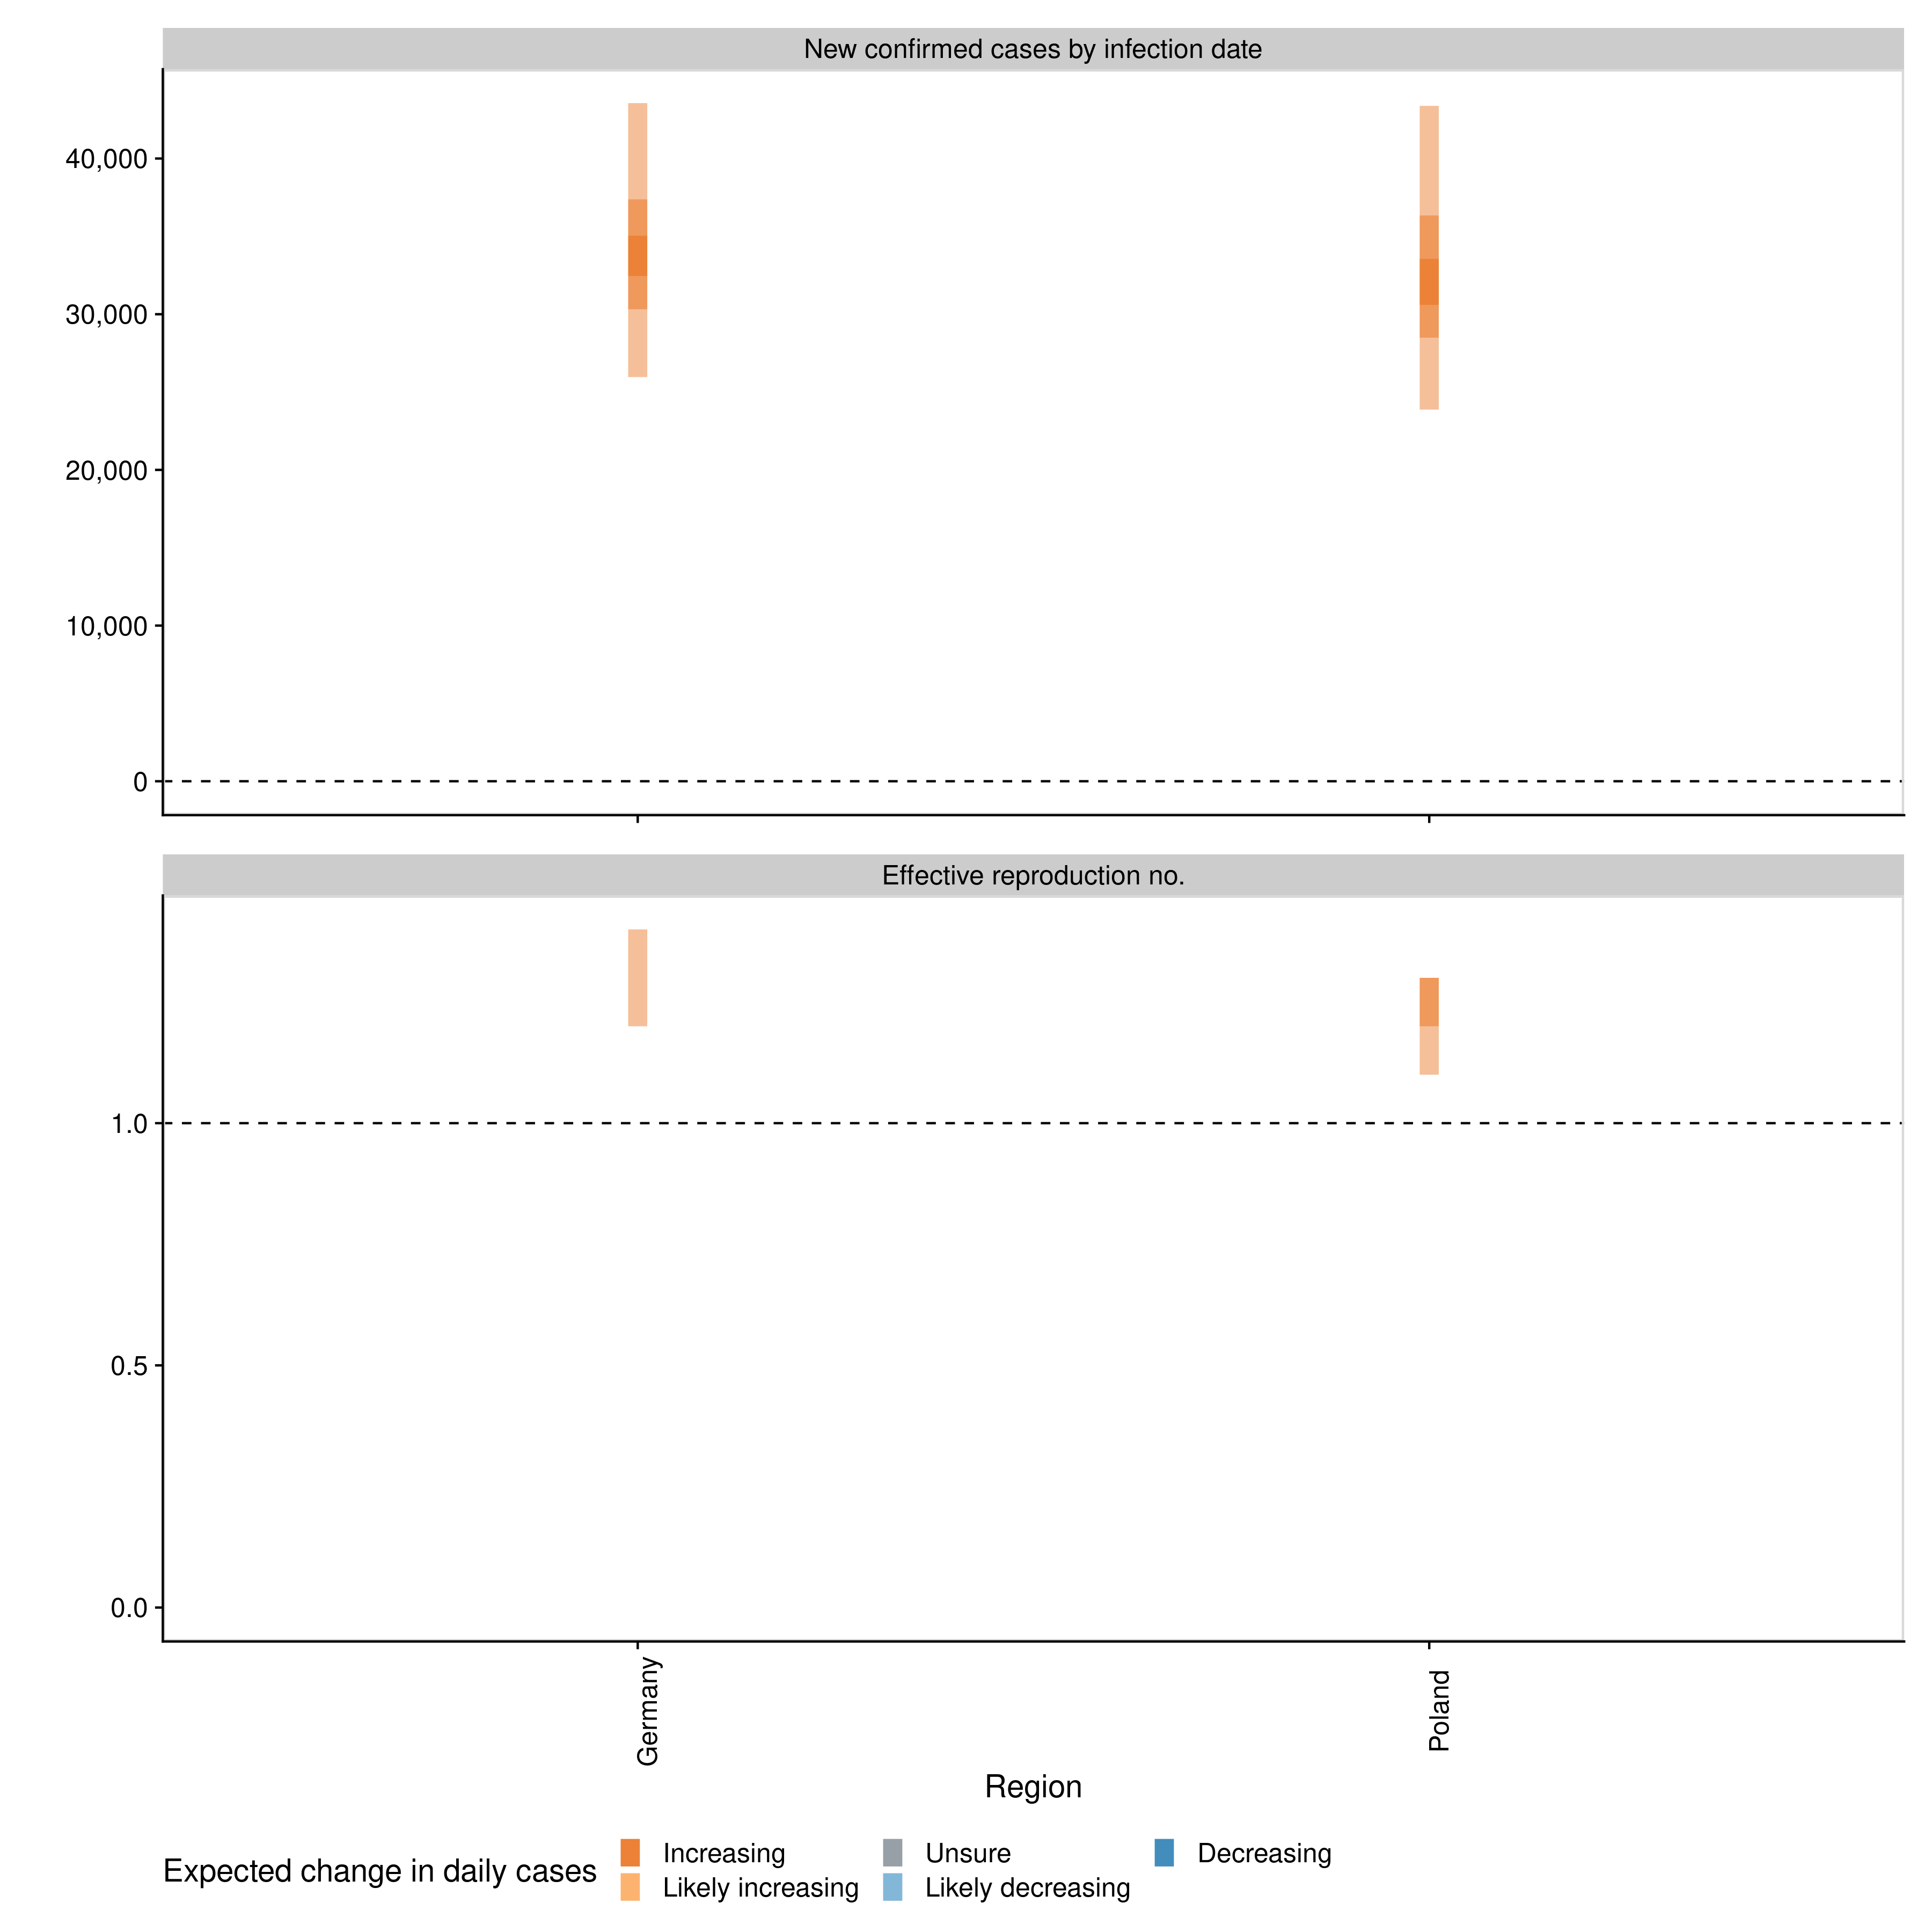 New confirmed cases by infection date
40,000
30,000
20,000
10,000
0
Effective reproduction no.
1.0
0.5
0.0
Germany
Poland
Region
Expected change in daily cases
Increasing
Likely increasing
Unsure
Likely decreasing
Decreasing